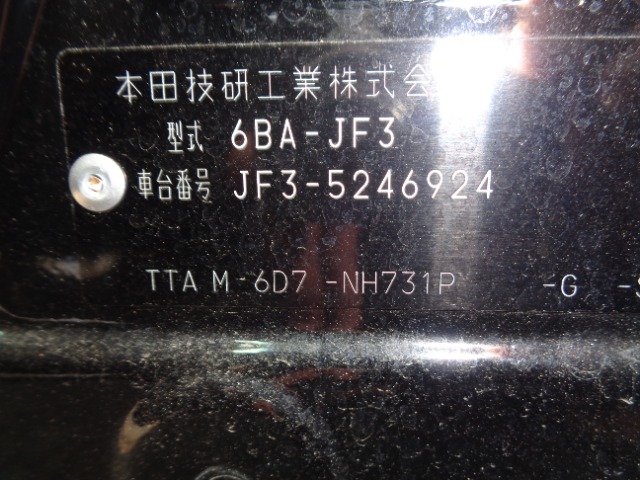 本田技研工業株式会
型式 6BA-JF3
車台番号 JF3-5246924
TTA M-6D7 -NH731P -G -S